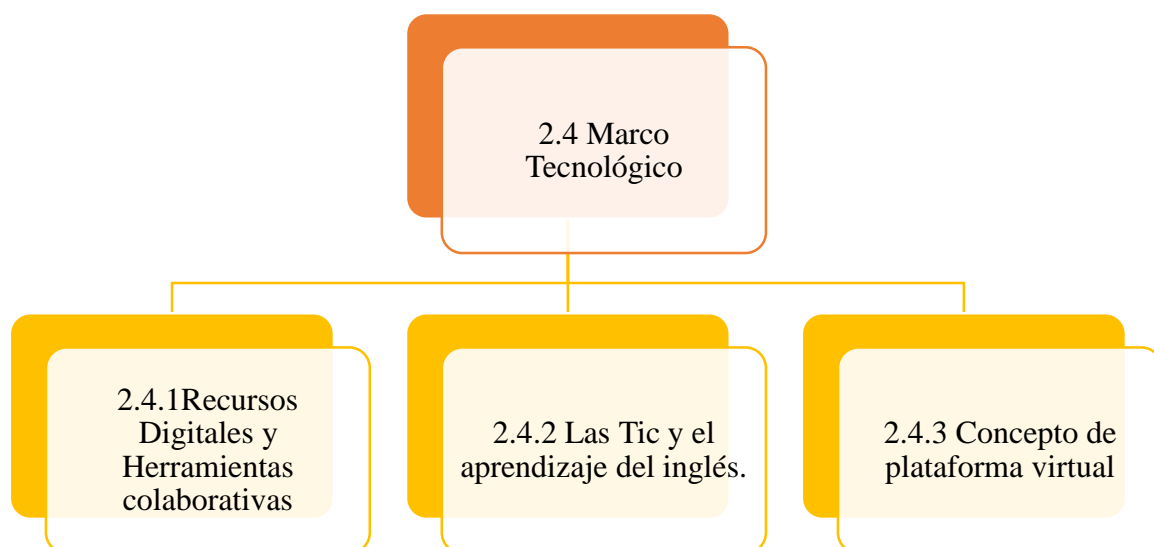 2.4 Marco
Tecnológico
2.4.1Recursos
Digitales y
Herramientas
colaborativas
2.4.2 Las Tic y el
aprendizaje del inglés.
2.4.3 Concepto de
plataforma virtual